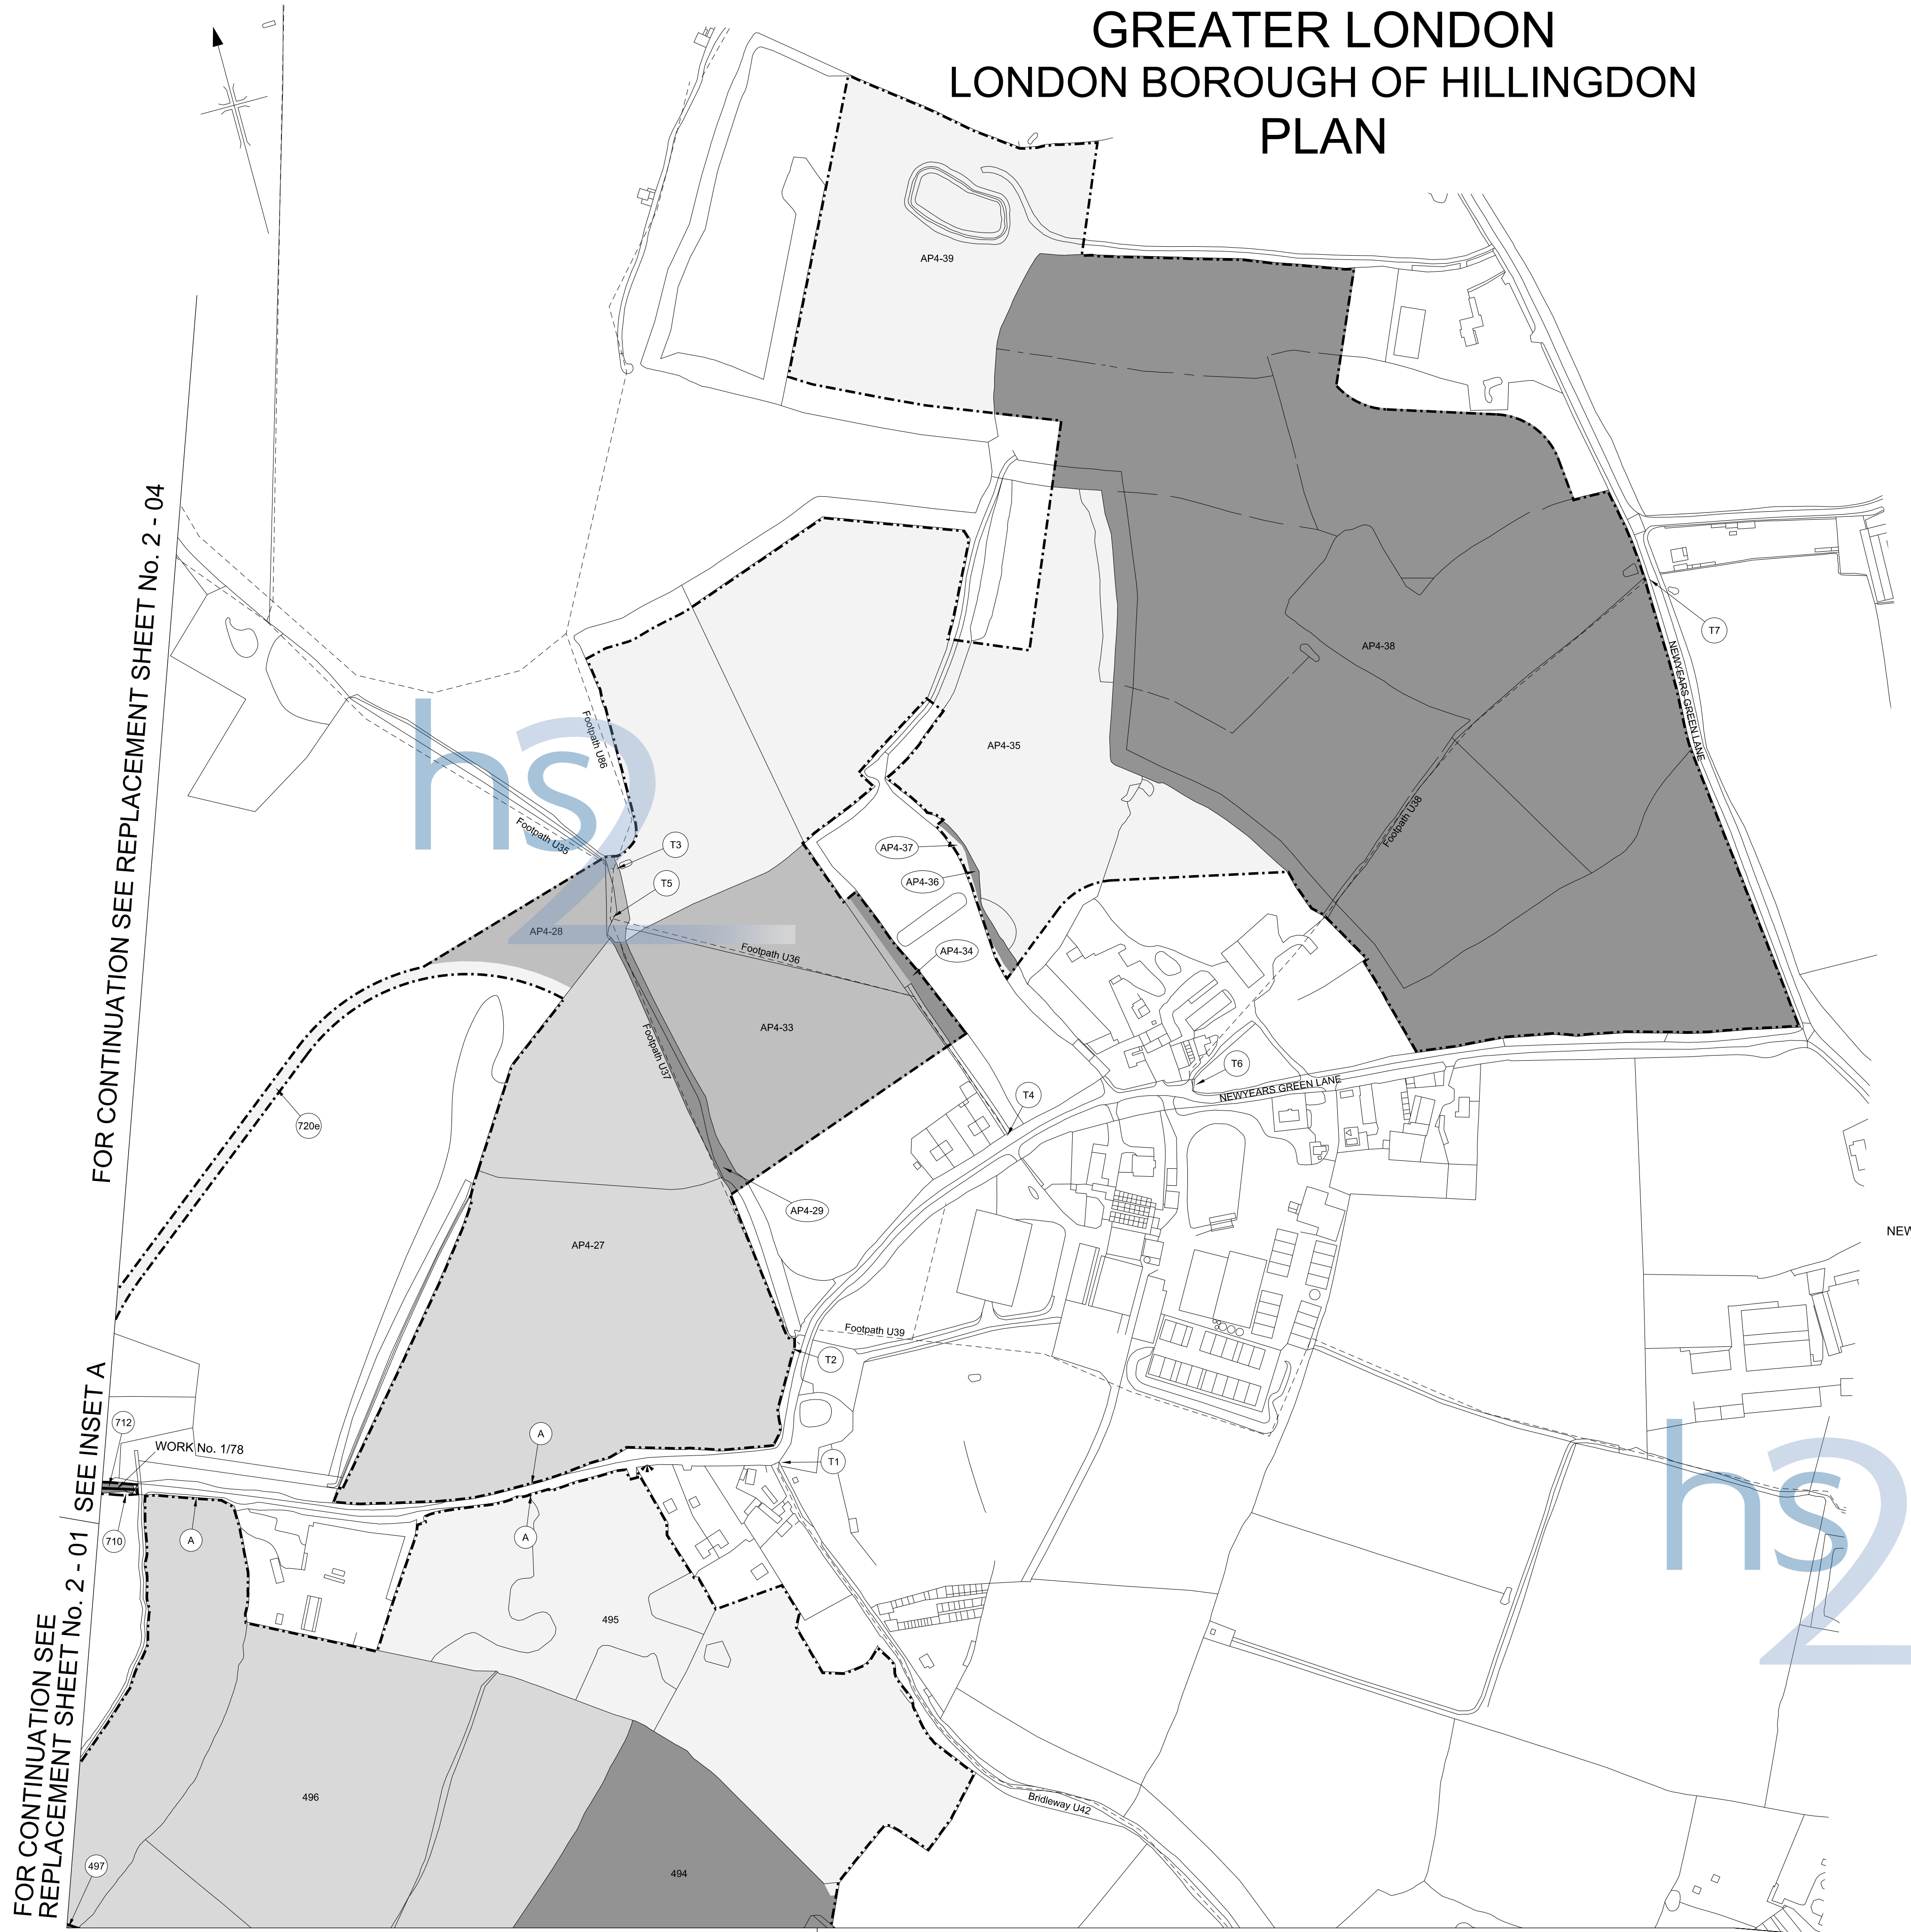 GREATER LONDON
LONDON BOROUGH OF HILLINGDON
PLAN
FOR CONTINUATION SEE REPLACEMENT SHEET No. 2 - 04
SEE INSET A
FOR CONTINUATION SEE
REPLACEMENT SHEET No. 2 - 01
AP4-39
AP4-38
T7
NEWYEARS GREEN LANE
Footpath U38
AP4-35
Footpath U86
Footpath U35
hs2
T3
T5
AP4-37
AP4-36
AP4-34
AP4-28
Footpath U36
AP4-33
Footpath U37
T6
NEWYEARS GREEN LANE
T4
720e
AP4-29
AP4-27
NEW
Footpath U39
T2
712
WORK No. 1/78
A
T1
710
A
A
hs2
495
496
Bridleway U42
497
494